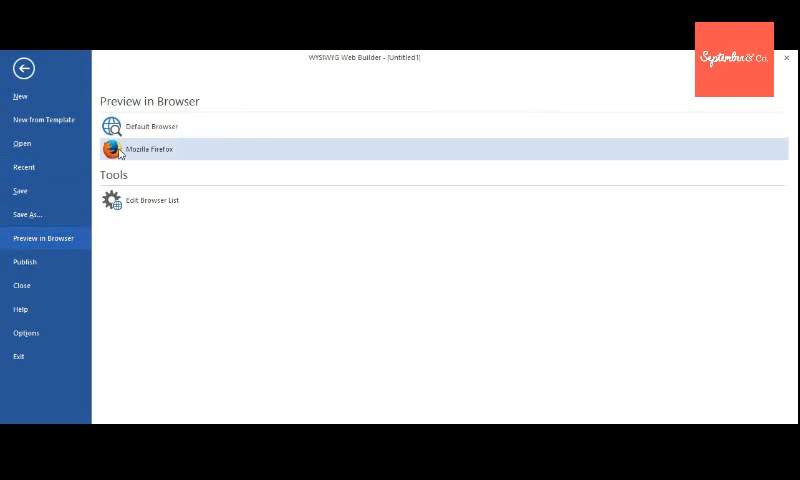 WYSIWYG Web Builder - [Untitled1]
September & Co.
New
New from Template
Open
Recent
Save
Save As...
Preview in Browser
Publish
Close
Help
Options
Exit
Preview in Browser
Default Browser
Mozilla Firefox
Tools
Edit Browser List